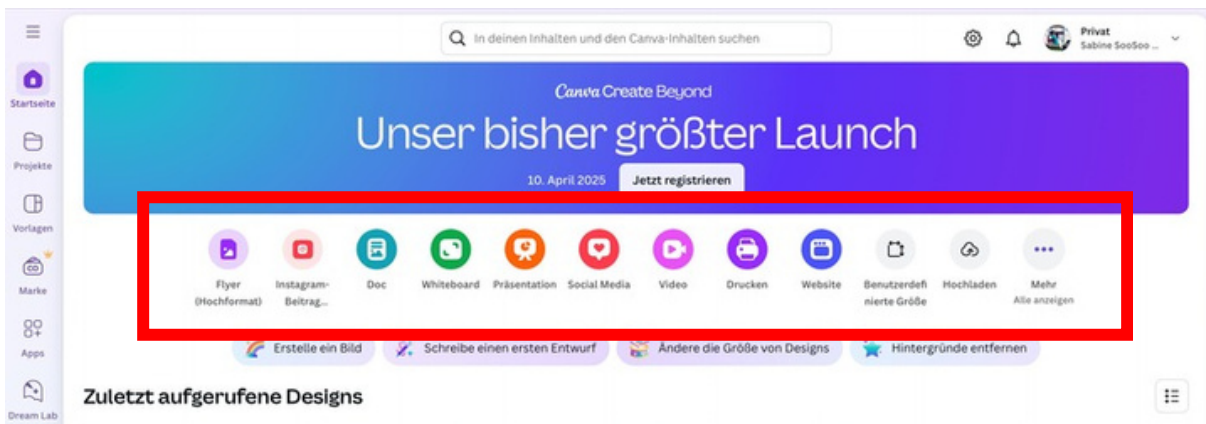 In deinen Inhalten und den Canva-Inhalten suchen
Privat
Sabine SooSoo ...
Startseite
Projekte
Vorlagen
Marke
Apps
Dream Lab
Canva Create Beyond
Unser bisher größter Launch
10. April 2025 Jetzt registrieren
Flyer
(Hochformat)
Instagram-
Beitrag...
Doc
Whiteboard
Präsentation
Social Media
Video
Drucken
Website
Benutzerdefi
nierte Größe
Hochladen
Mehr
Alle anzeigen
Erstelle ein Bild
Schreibe einen ersten Entwurf
Ändere die Größe von Designs
Hintergründe entfernen
Zuletzt aufgerufene Designs